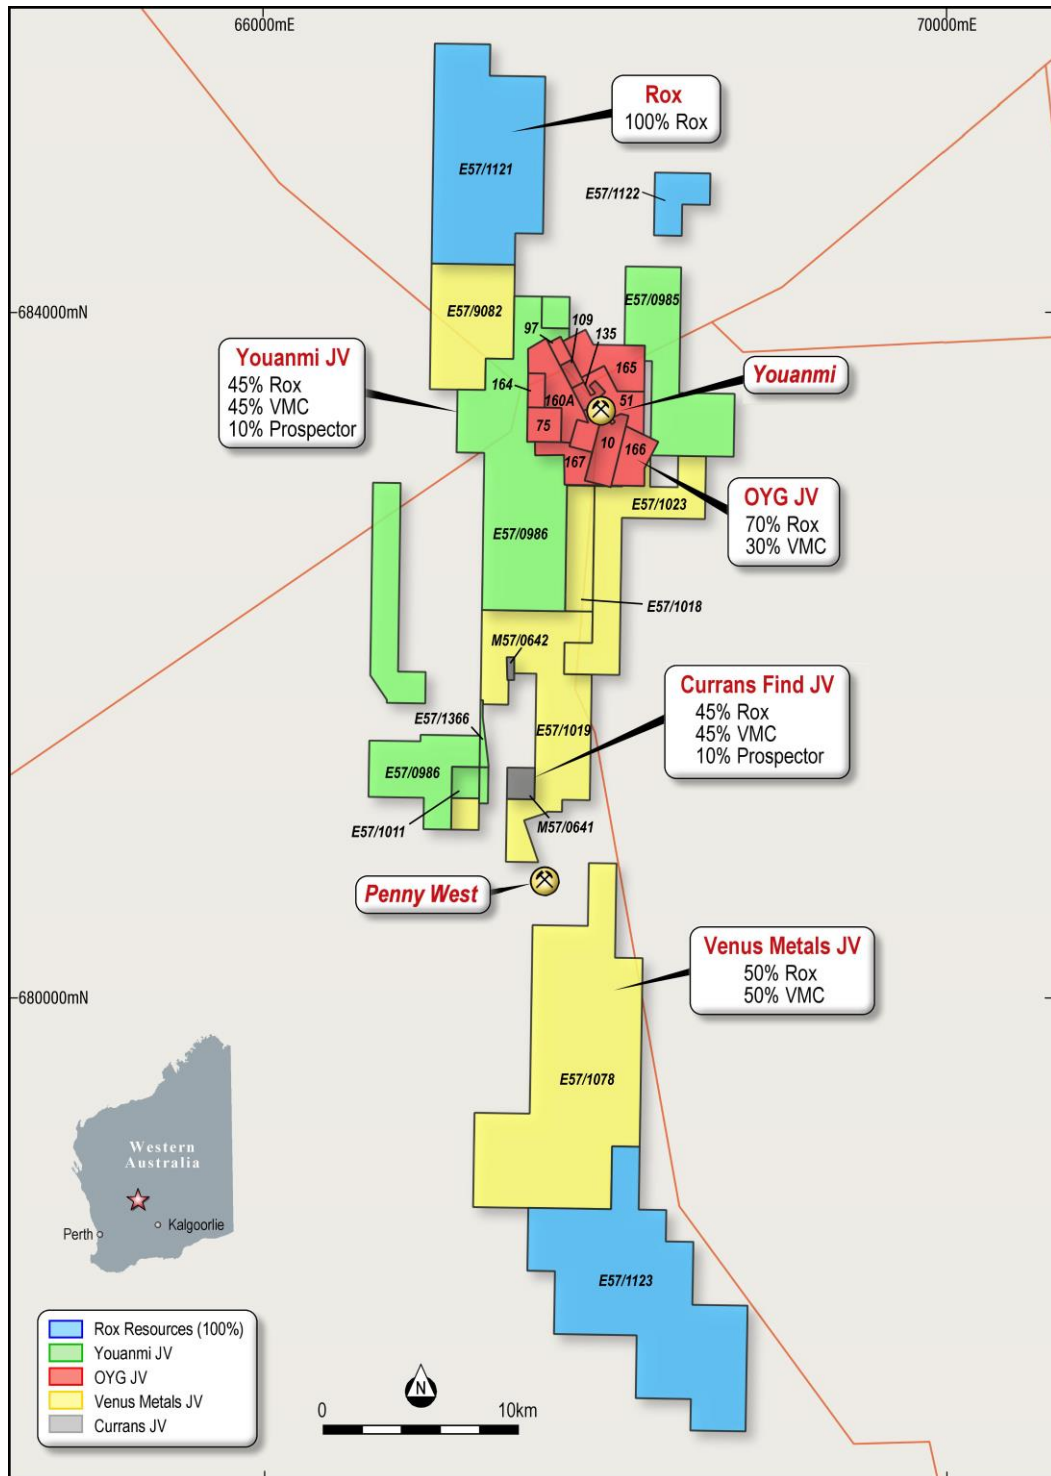 66000mE
70000mE
Rox
100% Rox
E57/1121
E57/1122
684000mN
E57/9082
E57/0985
109
97
135
165
Youanmi JV
45% Rox
45% VMC
10% Prospector
Youanmi
164
160A
51
75
10
166
167
OYG JV
70% Rox
30% VMC
E57/1023
E57/0986
E57/1018
M57/0642
Currans Find JV
45% Rox
45% VMC
10% Prospector
E57/1366
E57/1019
E57/0986
E57/1011
M57/0641
Penny West
Venus Metals JV
50% Rox
50% VMC
680000mN
E57/1078
Western
Australia
Perth
Kalgoorlie
E57/1123
Rox Resources (100%)
Youanmi JV
OYG JV
Venus Metals JV
Currans JV
N
0
10km